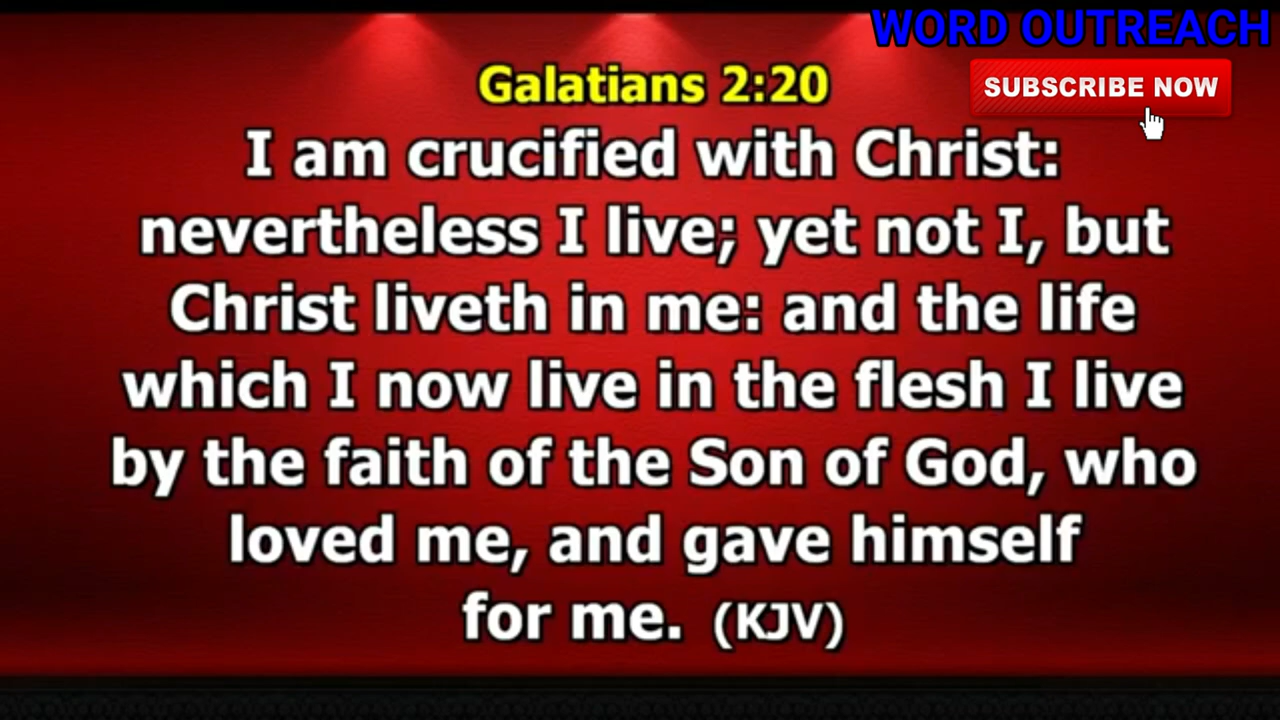 WORD OUTREACH
SUBSCRIBE NOW
Galatians 2:20
I am crucified with Christ:
nevertheless I live; yet not I, but
Christ liveth in me: and the life
which I now live in the flesh I live
by the faith of the Son of God, who
loved me, and gave himself
for me. (KJV)